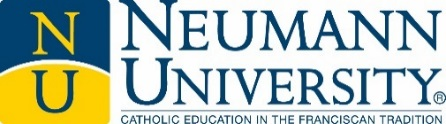 N
U
NEUMANN
UNIVERSITY®
CATHOLIC EDUCATION IN THE FRANCISCAN TRADITION